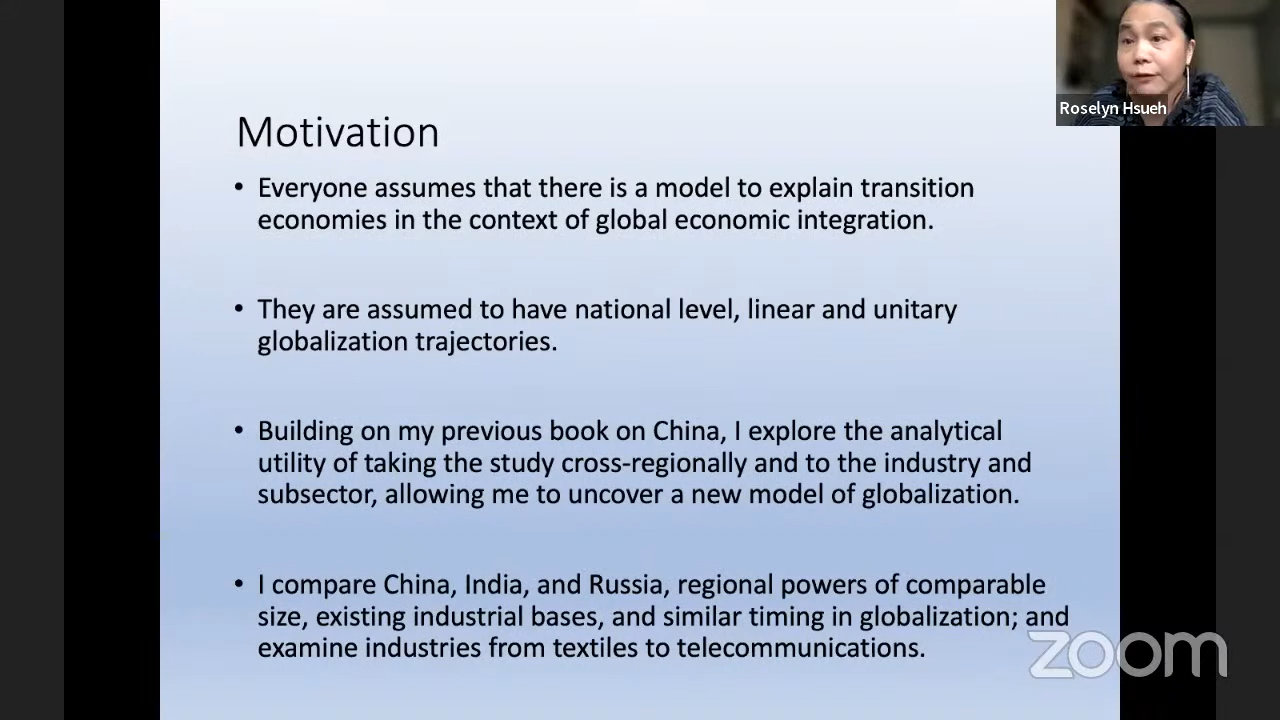 Motivation
• Everyone assumes that there is a model to explain transition
economies in the context of global economic integration.
• They are assumed to have national level, linear and unitary
globalization trajectories.
• Building on my previous book on China, I explore the analytical
utility of taking the study cross-regionally and to the industry and
subsector, allowing me to uncover a new model of globalization.
• I compare China, India, and Russia, regional powers of comparable
size, existing industrial bases, and similar timing in globalization; and
examine industries from textiles to telecommunications.
Roselyn Hsueh
zoom